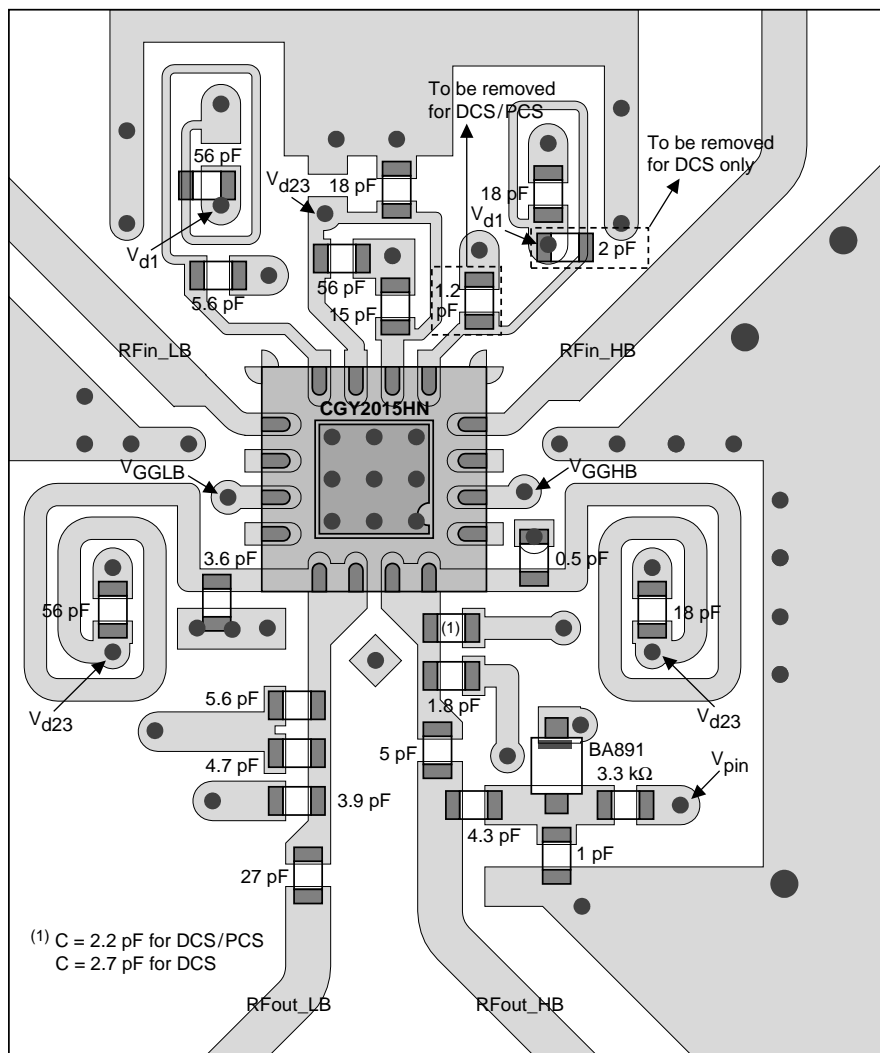 To be removed
for DCS/PCS
To be removed
for DCS only
56 pF
18 pF
Vd23
18 pF
Vd1
Vd1
2 pF
5.6 pF
56 pF
15 pF
1.2
pF
RFin_LB
RFin_HB
CGY2015HN
VGGLB
VGGHB
3.6 pF
0.5 pF
56 pF
(1)
18 pF
5.6 pF
1.8 pF
Vd23
Vd23
4.7 pF
5 pF
BA891
3.3 kΩ
Vpin
3.9 pF
4.3 pF
1 pF
27 pF
(1) C = 2.2 pF for DCS/PCS
C = 2.7 pF for DCS
RFout_LB
RFout_HB